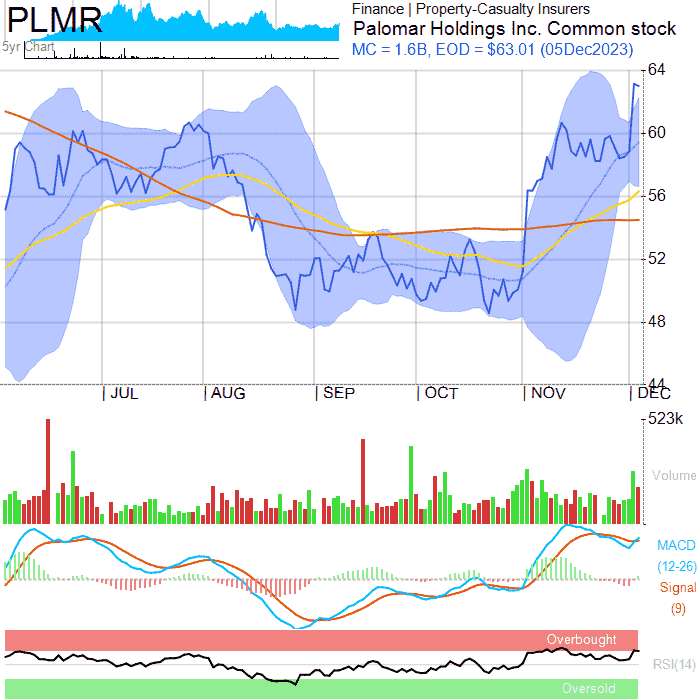 PLMR
5yr Chart
Finance | Property-Casualty Insurers
Palomar Holdings Inc. Common stock
MC = 1.6B, EOD = $63.01 (05Dec2023)
64
60
56
52
48
44
JUL AUG SEP OCT NOV DEC
523k
Volume
MACD
(12-26)
Signal
(9)
Overbought
RSI(14)
Oversold